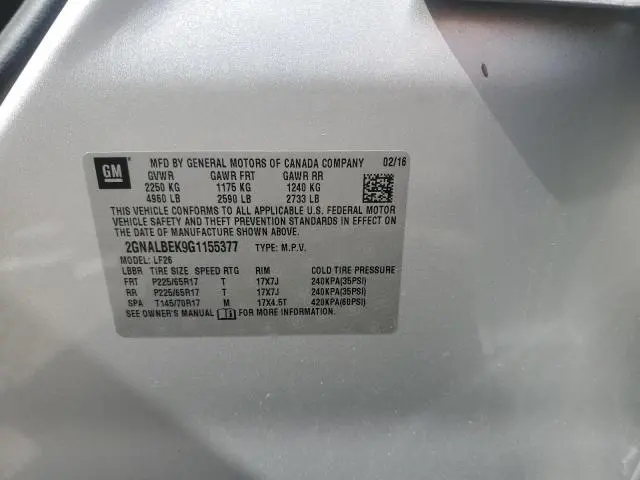 GM
MFD BY GENERAL MOTORS OF CANADA COMPANY 02/16
GVWR GAWR FRT GAWR RR
2250 KG 1175 KG 1240 KG
4960 LB 2590 LB 2733 LB
THIS VEHICLE CONFORMS TO ALL APPLICABLE U.S. FEDERAL MOTOR
VEHICLE SAFETY AND THEFT PREVENTION STANDARDS IN EFFECT ON
THE DATE OF MANUFACTURE SHOWN ABOVE.
2GNALBEK9G1155377 TYPE: M.P.V.
MODEL: LF26
LBBR TIRE SIZE SPEED RTG RIM COLD TIRE PRESSURE
FRT P225/65R17 T 17X7J 240KPA(35PSI)
RR P225/65R17 T 17X7J 240KPA(35PSI)
SPA T145/70R17 M 17X4.5T 420KPA(60PSI)
SEE OWNER'S MANUAL FOR MORE INFORMATION.